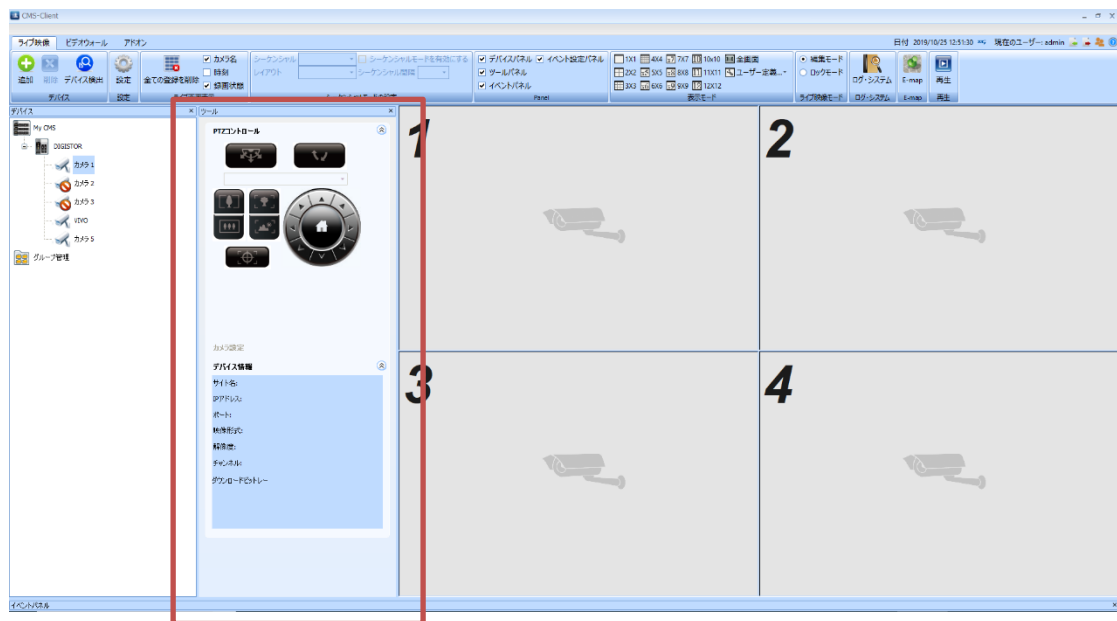 CMS-Client
ライブ映像 ビデオウォール アドオン
日付 2019/10/25 12:51:30 現在のユーザー: admin
追加 削除 デバイス検出 設定 全ての登録を削除
カメラ名
時刻
録画状態
シーケンシャル
レイアウト
シーケンシャルモードを有効にする
シーケンシャル間隔
デバイスパネル イベント設定パネル
ツールパネル
イベントパネル
1X1 4X4 7X7 10x10 全画面
2X2 5X5 8X8 11X11 ユーザー定義...
3X3 6X6 9X9 12X12
編集モード
ロックモード
ログ・システム E-map 再生
デバイス 設定 Panel 表示モード ライブ映像モード ログ・システム E-map 再生
デバイス
My CMS
DIGISTOR
カメラ 1
カメラ 2
カメラ 3
VIVO
カメラ 5
グループ管理
ツール
PTZコントロール
カメラ設定
デバイス情報
サイト名:
IPアドレス:
ポート:
映像形式:
解像度:
チャンネル:
ダウンロードビットレー
1
2
3
4
イベントパネル